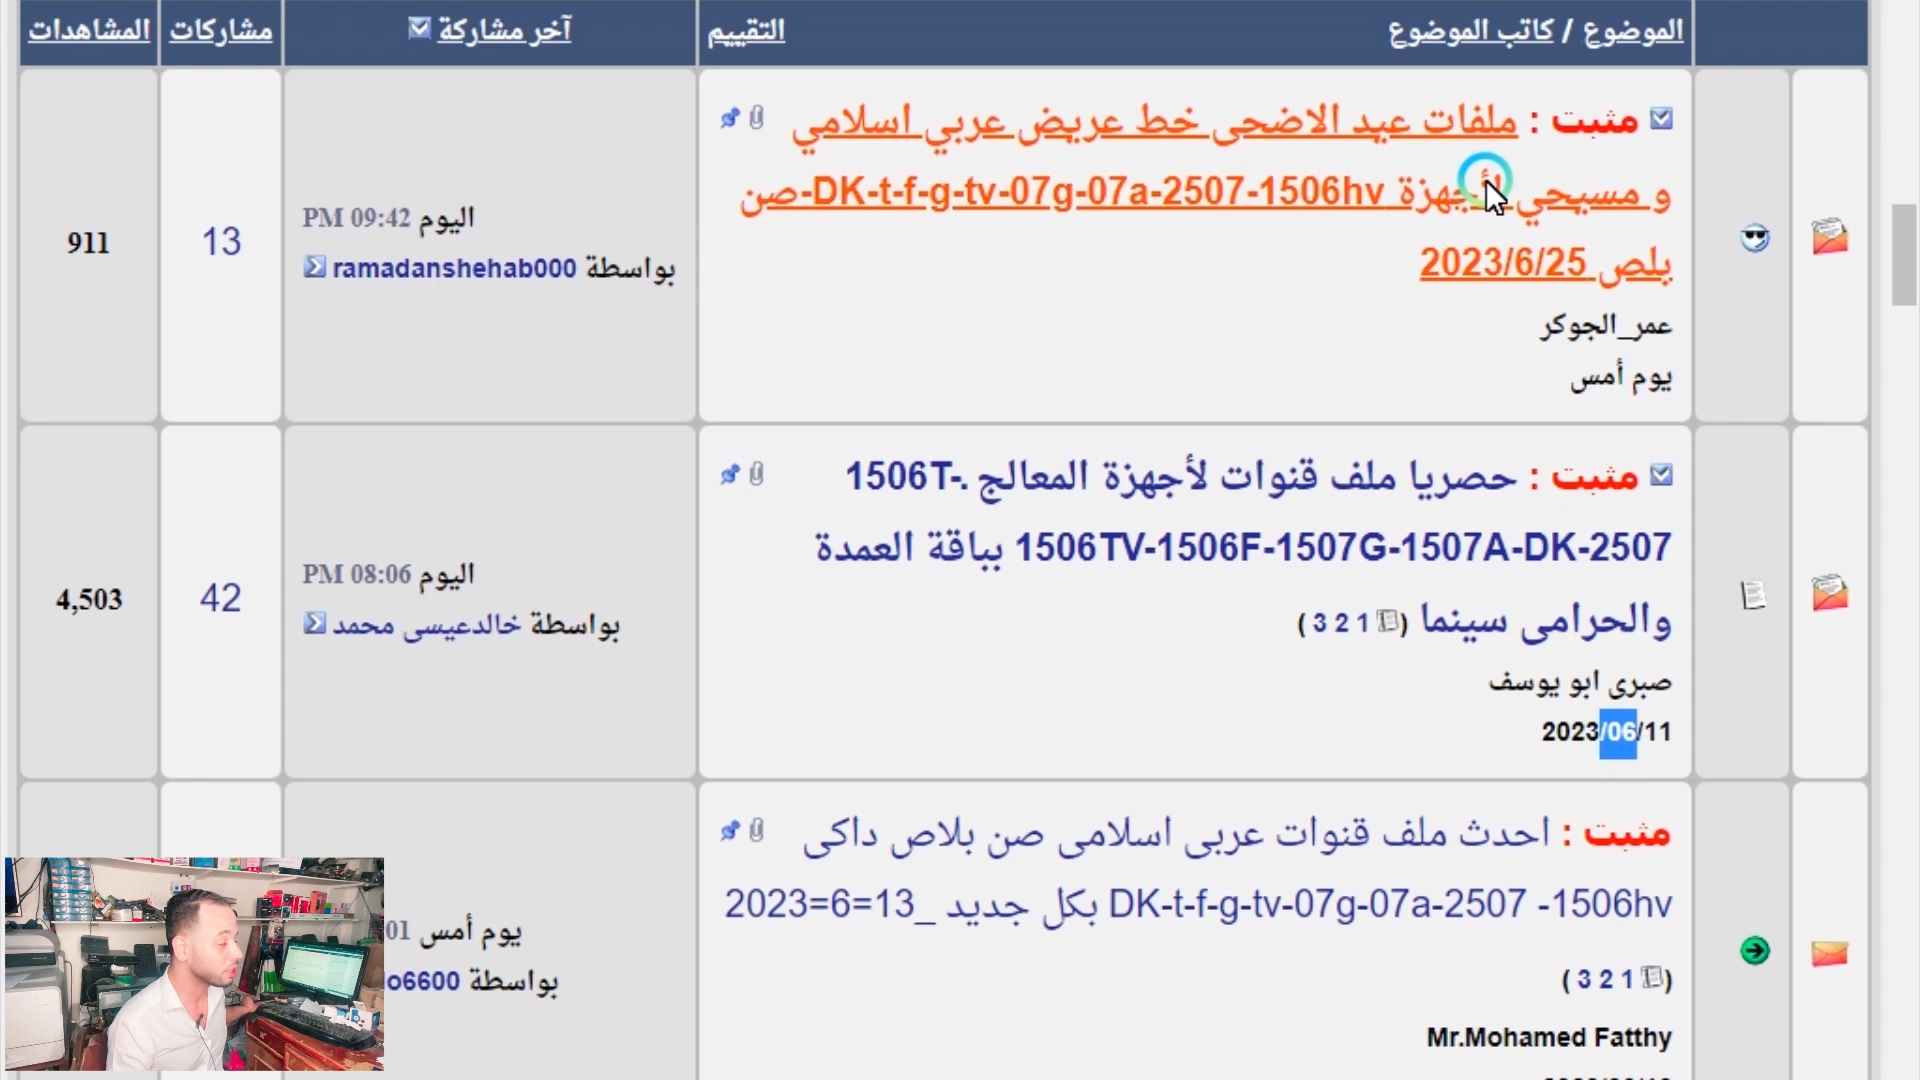 الموضوع / كاتب الموضوع
التقييم
آخر مشاركة
مشاركات
المشاهدات
مثبت : ملفات عيد الاضحى خط عريض عربي اسلامي
و مسيحي لأجهزة DK-t-f-g-tv-07g-07a-2507-1506hv-صن
بلص 2023/6/25
عمر_الجوكر
يوم أمس
اليوم 09:42 PM
بواسطة ramadanshehab000
13
911
مثبت : حصريا ملف قنوات لأجهزة المعالج .-1506T
1506TV-1506F-1507G-1507A-DK-2507 بباقة العمدة
والحرامى سينما (1 2 3)
صبرى ابو يوسف
2023/06/11
اليوم 08:06 PM
بواسطة خالدعيسى محمد
42
4,503
مثبت : احدث ملف قنوات عربى اسلامى صن بلاص داكى
DK-t-f-g-tv-07g-07a-2507 -1506hv بكل جديد _13=6=2023
(1 2 3)
Mr.Mohamed Fatthy
يوم أمس 01
بواسطة o6600